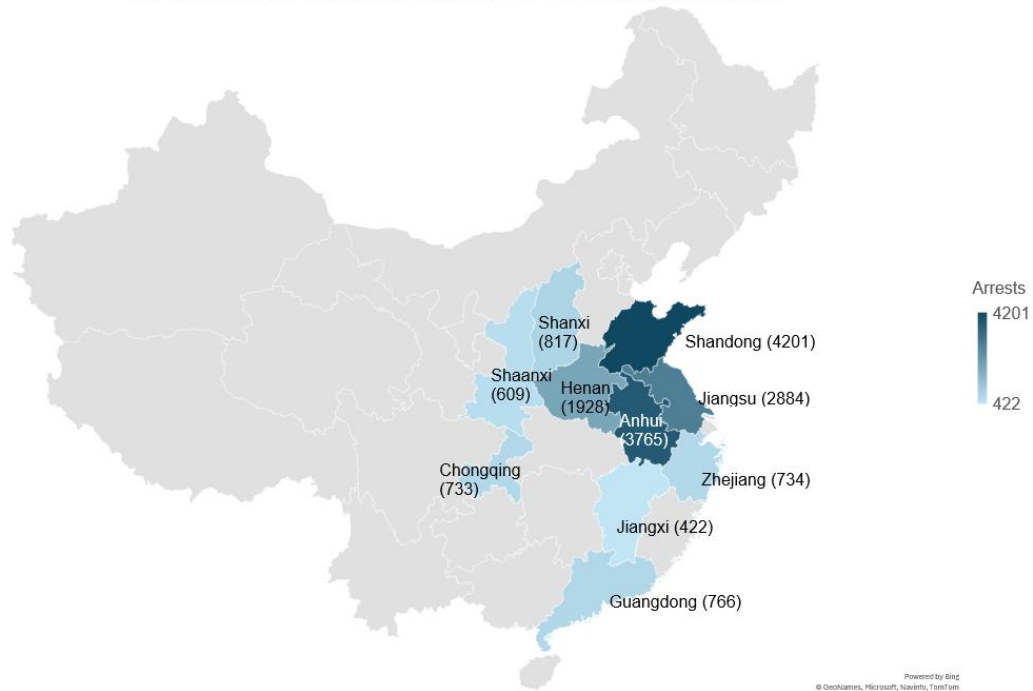 Arrests
4201
422
Shanxi
(817)
Shandong (4201)
Shaanxi
(609)
Henan
(1928)
Jiangsu (2884)
Anhui
(3765)
Chongqing
(733)
Zhejiang (734)
Jiangxi (422)
Guangdong (766)
Powered by Bing
© GeoNames, Microsoft, Navinfo, TomTom